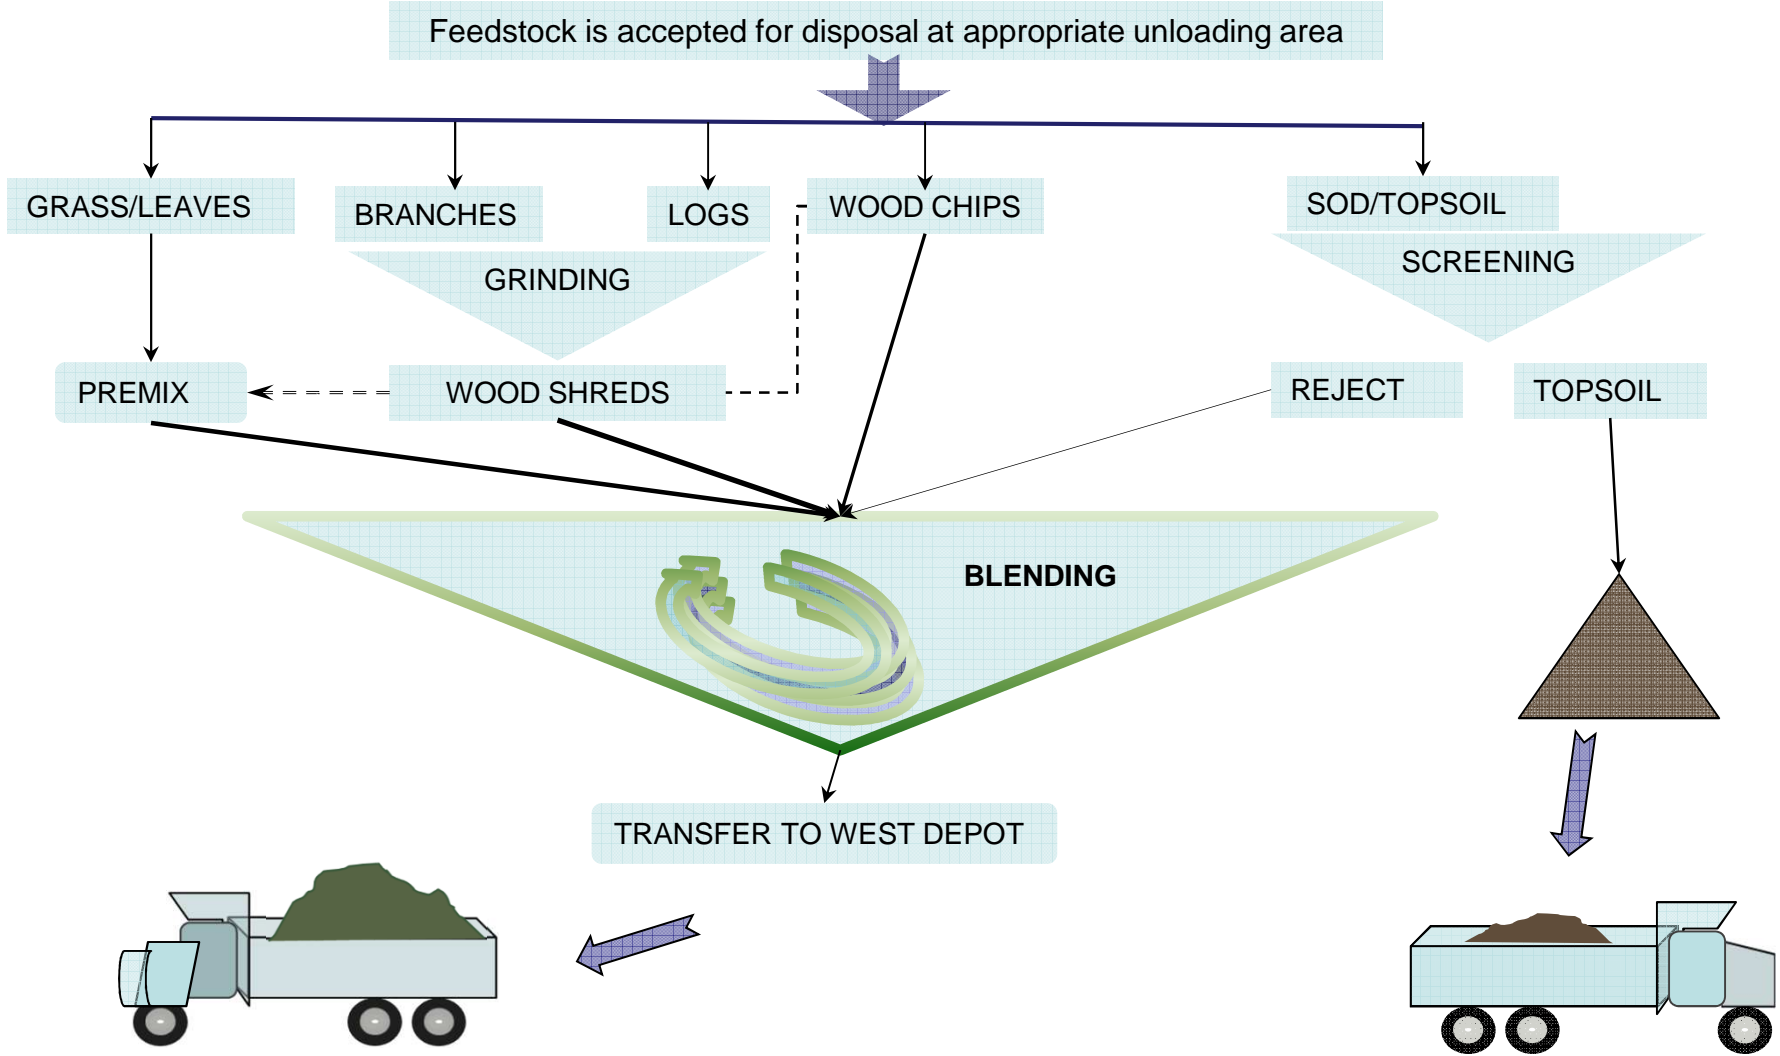 Feedstock is accepted for disposal at appropriate unloading area
GRASS/LEAVES
BRANCHES
LOGS
WOOD CHIPS
SOD/TOPSOIL
GRINDING
SCREENING
PREMIX
WOOD SHREDS
REJECT
TOPSOIL
BLENDING
TRANSFER TO WEST DEPOT